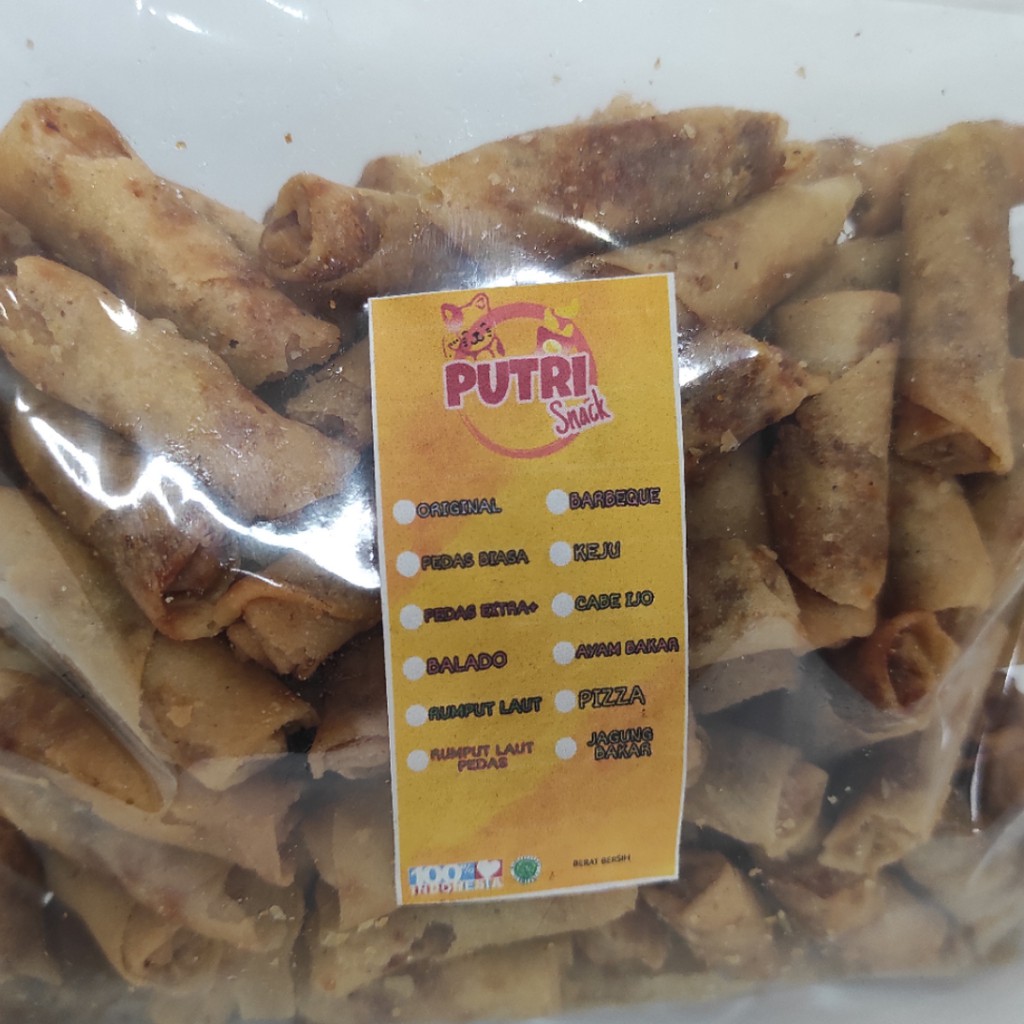 PUTRI
Snack
ORIGINAL
PEDAS BIASA
PEDAS EXTRA+
BALADO
RUMPUT LAUT
RUMPUT LAUT
PEDAS
BARBEQUE
KEJU
CABE IJO
AYAM BAKAR
PIZZA
JAGUNG
BAKAR
100%
INDONESIA
BERAT BERSIH